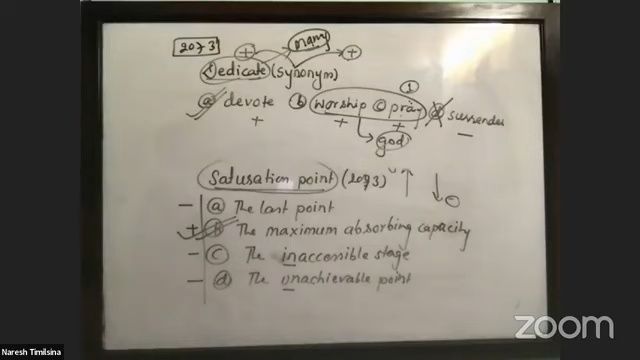 2073
many
+ +
Dedicate (synonym)
1
(a) devote (b) worship (c) pray (d) surrender
+ + + -
god
Saturation point (2073)
- (a) The last point
+ (b) The maximum absorbing capacity
- (c) The inaccessible stage
- (d) The unachievable point
Naresh Timilsina
zoom